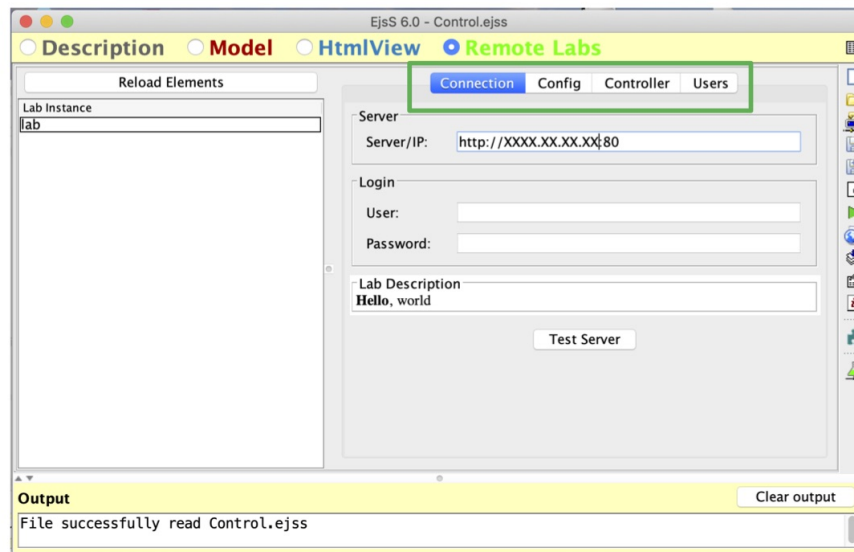 EjsS 6.0 - Control.ejss
Description Model HtmlView Remote Labs
Reload Elements
Connection Config Controller Users
Lab Instance
lab
Server
Server/IP: http://XXXX.XX.XX.XX:80
Login
User:
Password:
Lab Description
Hello, world
Test Server
Output
Clear output
File successfully read Control.ejss